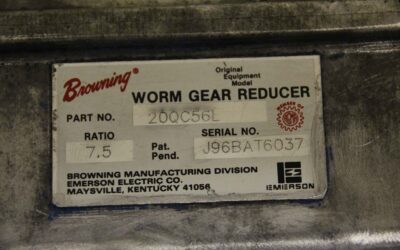 Browning®
Original
Equipment
Model
WORM GEAR REDUCER
PART NO. 20QC56L
RATIO
7.5
Pat.
Pend.
SERIAL NO.
J96BAT6037
BROWNING MANUFACTURING DIVISION
EMERSON ELECTRIC CO.
MAYSVILLE, KENTUCKY 41056
EMERSON